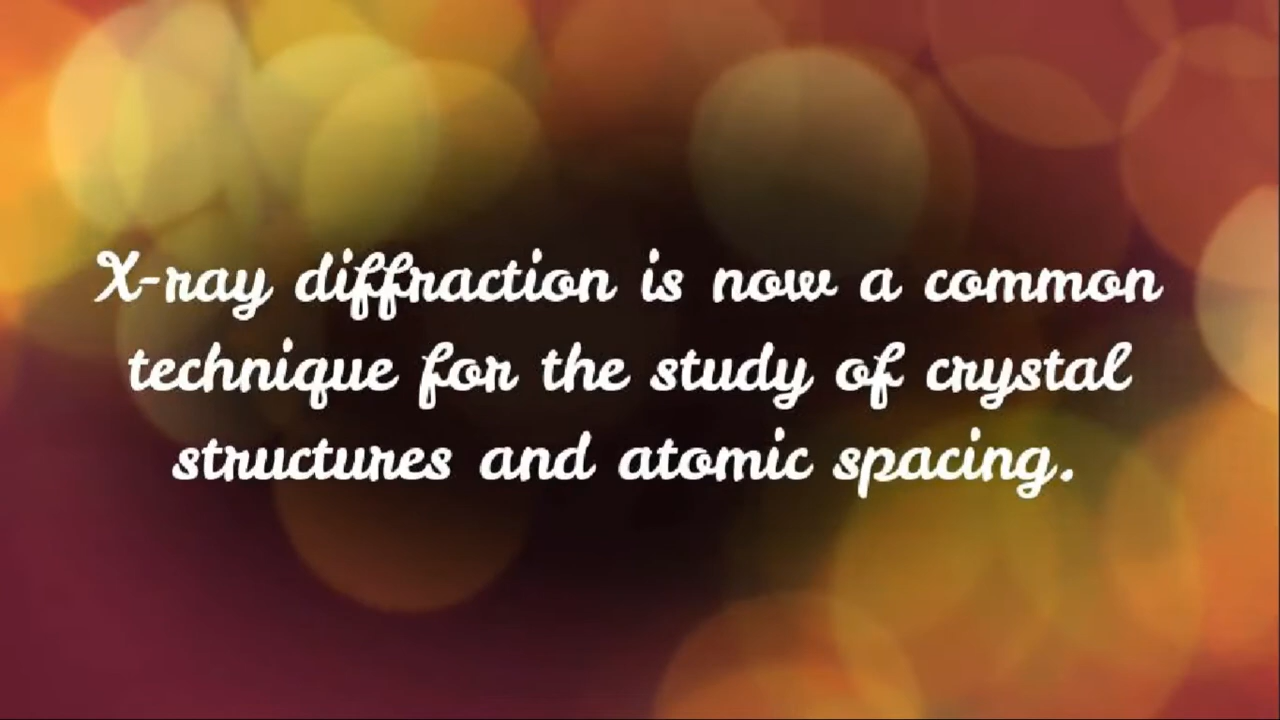 X-ray diffraction is now a common
technique for the study of crystal
structures and atomic spacing.